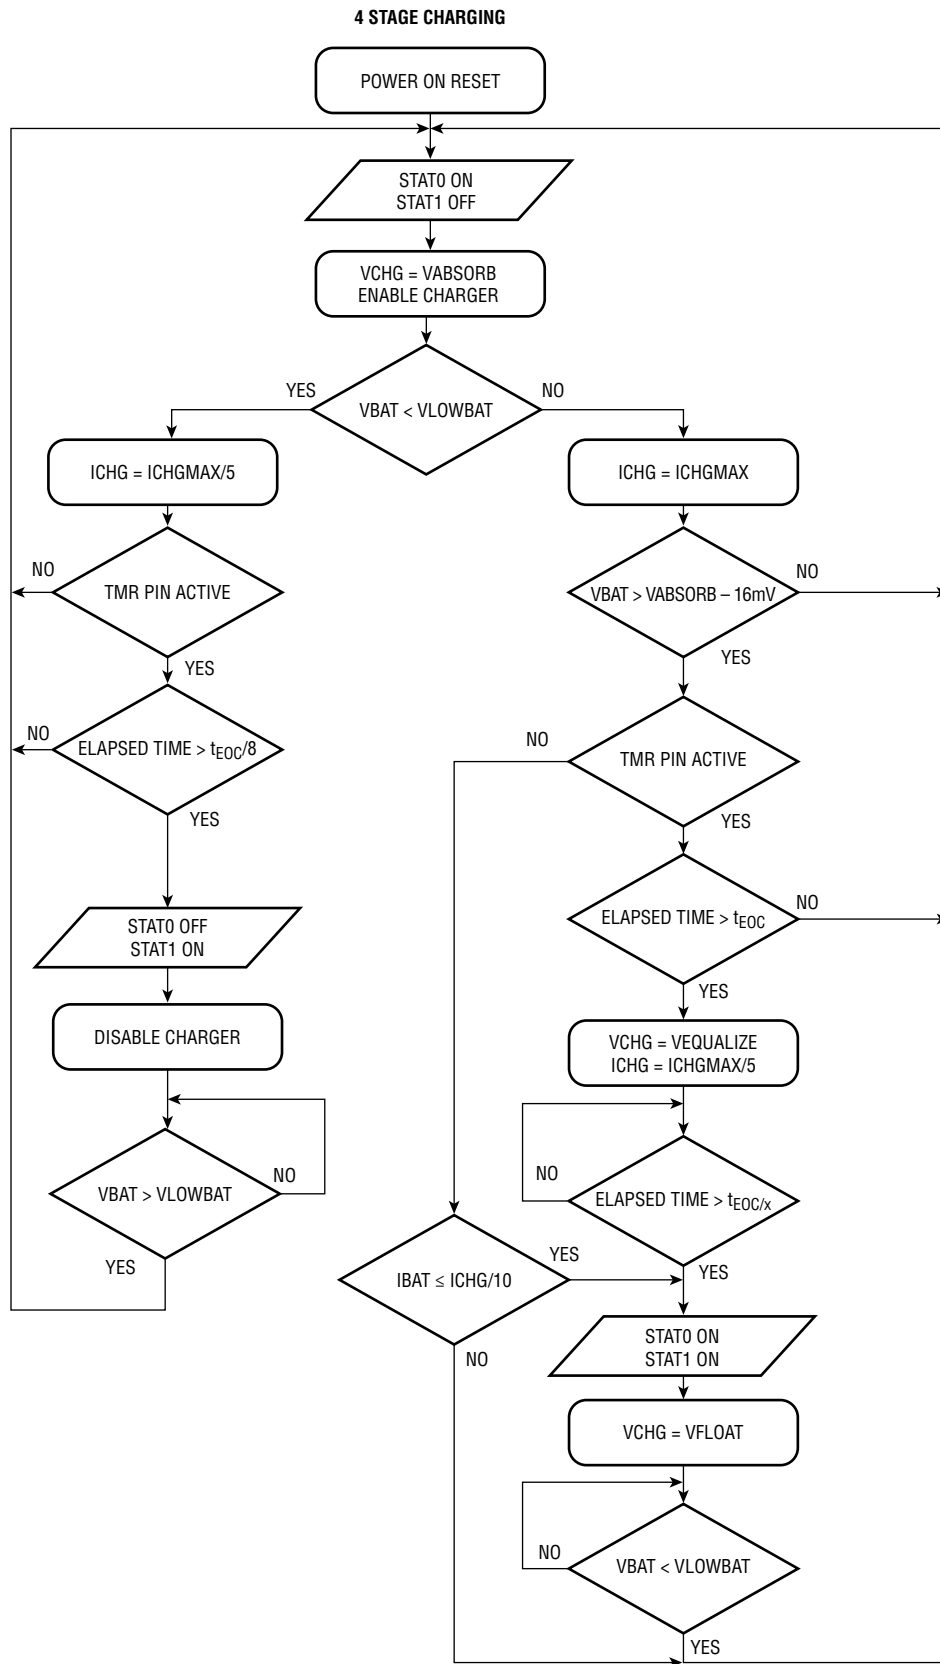 4 STAGE CHARGING
POWER ON RESET
STAT0 ON
STAT1 OFF
VCHG = VABSORB
ENABLE CHARGER
VBAT < VLOWBAT
YES
NO
ICHG = ICHGMAX/5
TMR PIN ACTIVE
NO
YES
ELAPSED TIME > tEOC/8
NO
YES
STAT0 OFF
STAT1 ON
DISABLE CHARGER
VBAT > VLOWBAT
NO
YES
ICHG = ICHGMAX
VBAT > VABSORB – 16mV
NO
YES
TMR PIN ACTIVE
NO
YES
ELAPSED TIME > tEOC
NO
YES
VCHG = VEQUALIZE
ICHG = ICHGMAX/5
ELAPSED TIME > tEOC/x
NO
YES
IBAT ≤ ICHG/10
YES
NO
STAT0 ON
STAT1 ON
VCHG = VFLOAT
VBAT < VLOWBAT
NO
YES